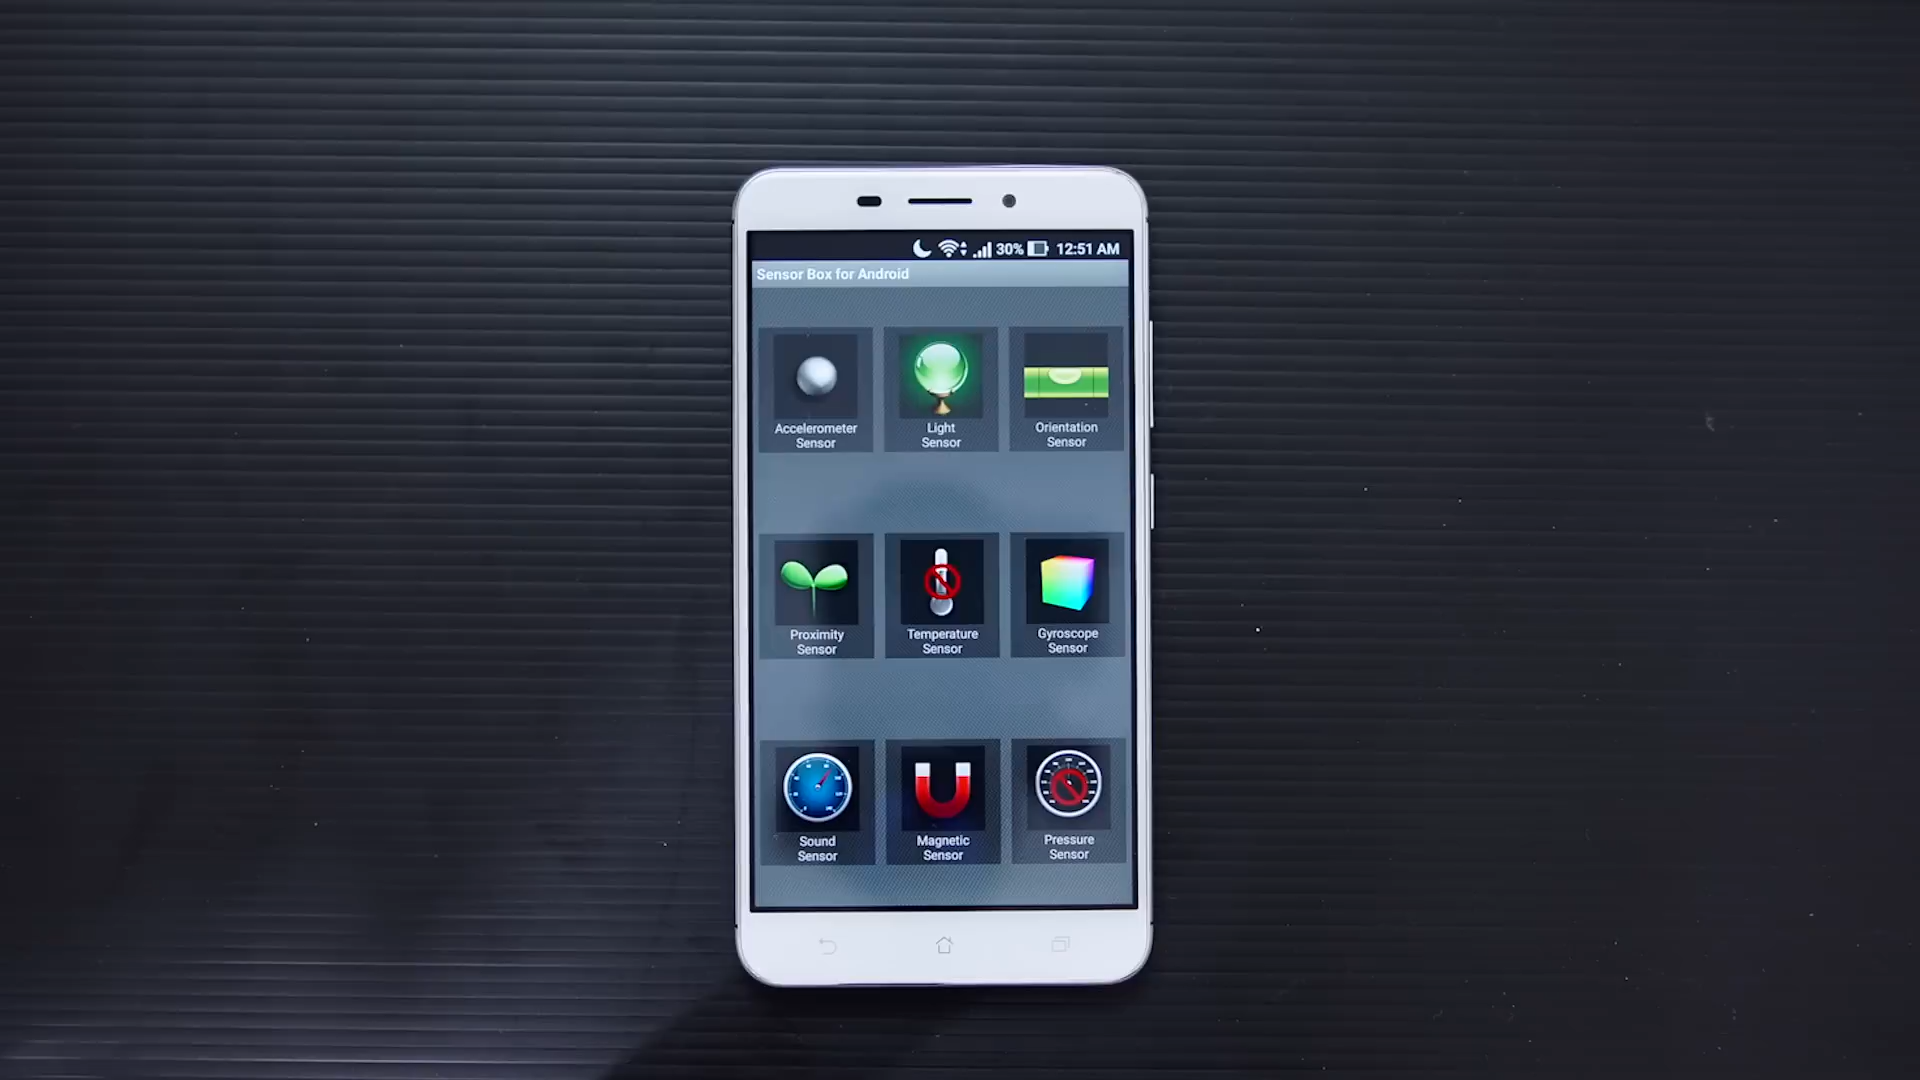 30% 12:51 AM
Sensor Box for Android
Accelerometer
Sensor
Light
Sensor
Orientation
Sensor
Proximity
Sensor
Temperature
Sensor
Gyroscope
Sensor
Sound
Sensor
Magnetic
Sensor
Pressure
Sensor